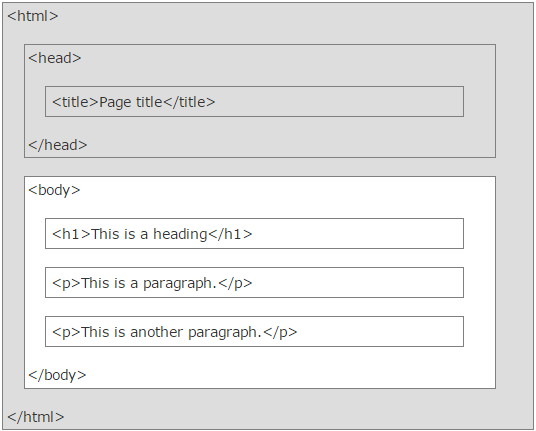 <html>
<head>
<title>Page title</title>
</head>
<body>
<h1>This is a heading</h1>
<p>This is a paragraph.</p>
<p>This is another paragraph.</p>
</body>
</html>